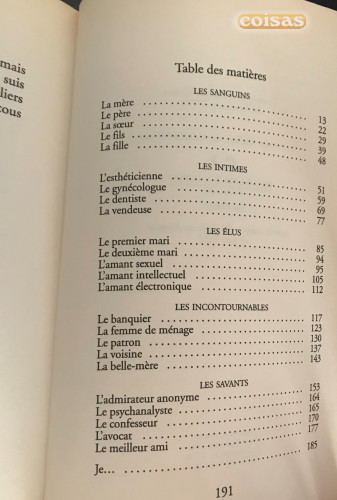 coisas
mais
suis
liers
tous
Table des matières
LES SANGUINS
La mère 13
Le père 22
La sœur 29
Le fils 39
La fille 48
LES INTIMES
L'esthéticienne 51
Le gynécologue 59
Le dentiste 69
La vendeuse 77
LES ÉLUS
Le premier mari 85
Le deuxième mari 94
L'amant sexuel 95
L'amant intellectuel 105
L'amant électronique 112
LES INCONTOURNABLES
Le banquier 117
La femme de ménage 123
Le patron 130
La voisine 137
La belle-mère 143
LES SAVANTS
L'admirateur anonyme 153
Le psychanalyste 164
Le confesseur 165
L'avocat 170
Le meilleur ami 177
Je... 185
191